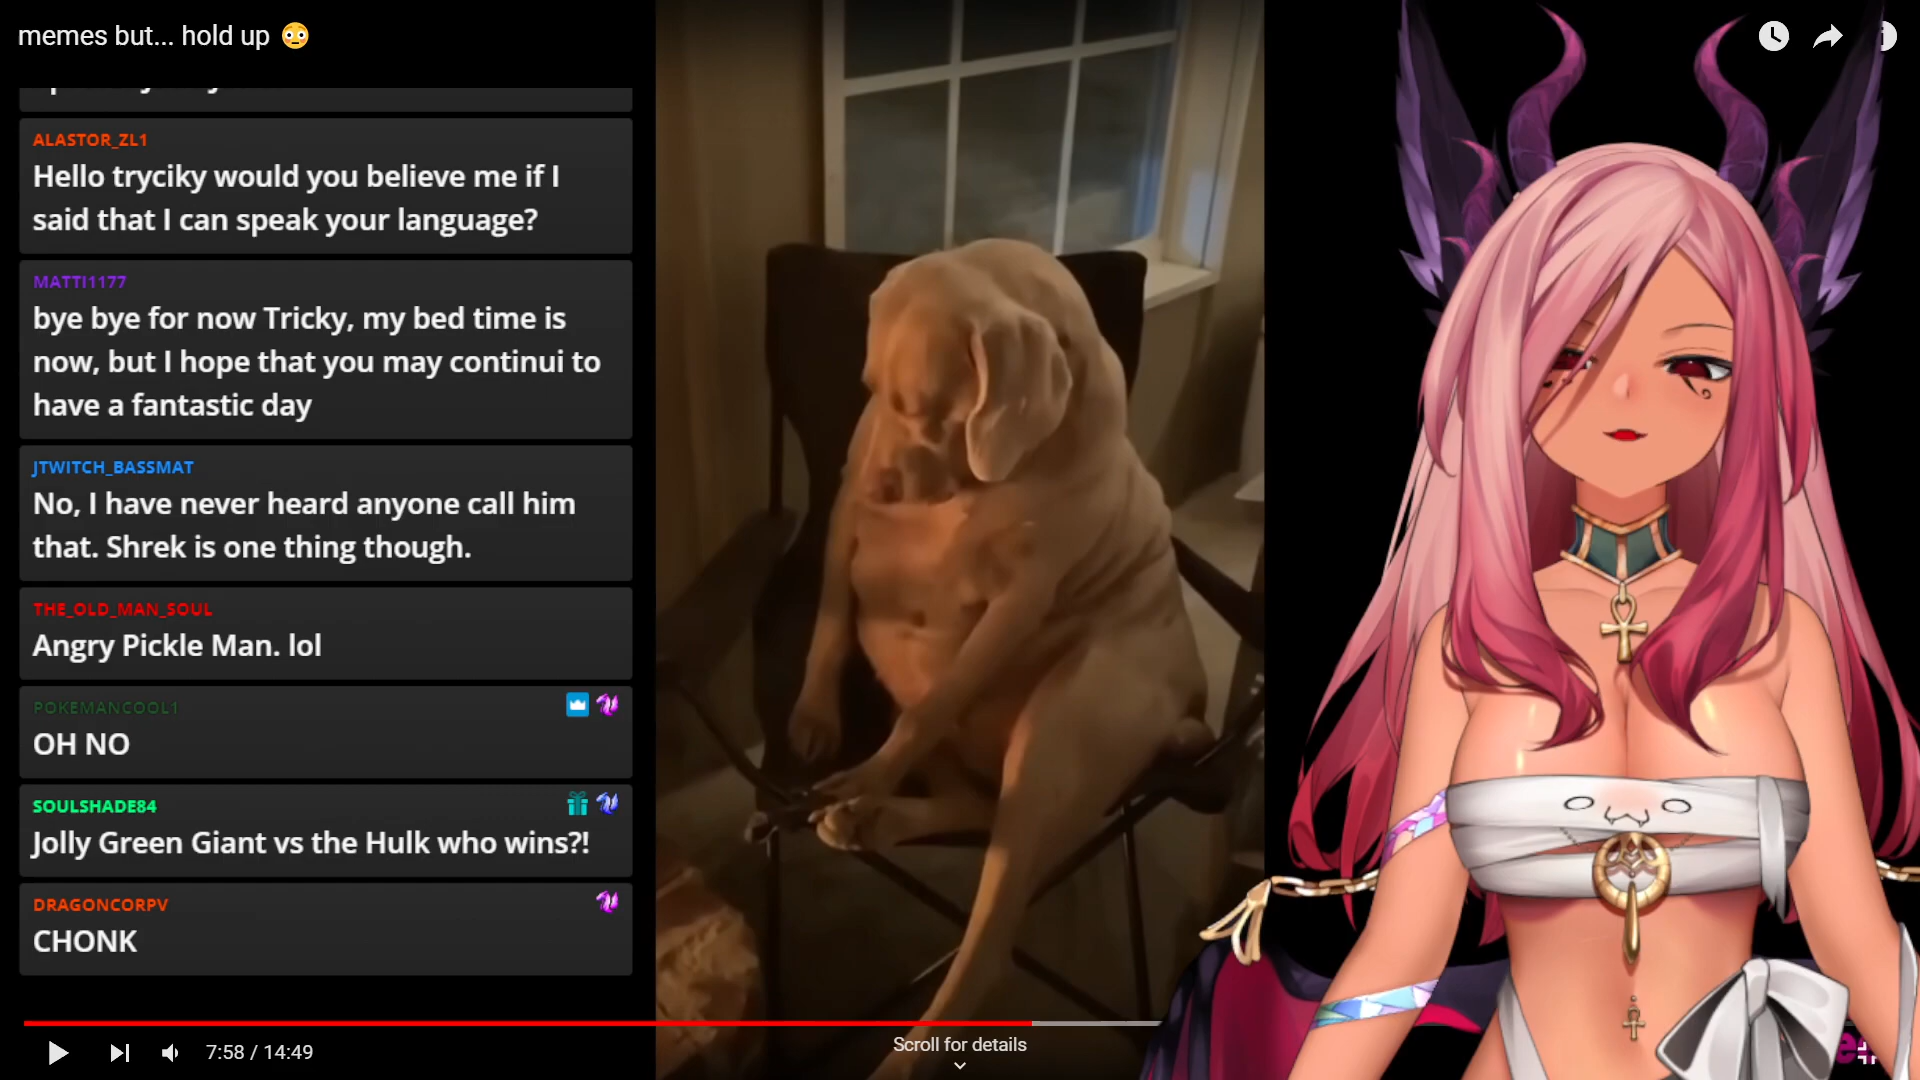 memes but... hold up 😳
ALASTOR_ZL1
Hello tryciky would you believe me if I
said that I can speak your language?
MATTI1177
bye bye for now Tricky, my bed time is
now, but I hope that you may continui to
have a fantastic day
JTWITCH_BASSMAT
No, I have never heard anyone call him
that. Shrek is one thing though.
THE_OLD_MAN_SOUL
Angry Pickle Man. lol
POKEMANCOOL1
OH NO
SOULSHADE84
Jolly Green Giant vs the Hulk who wins?!
DRAGONCORPV
CHONK
Scroll for details
7:58 / 14:49